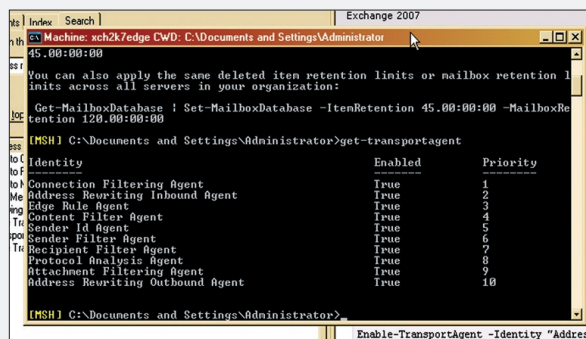 Exchange 2007
Index Search
Machine: xch2k7edge CWD: C:\Documents and Settings\Administrator
45.00:00:00
You can also apply the same deleted item retention limits or mailbox retention l
imits across all servers in your organization:
Get-MailboxDatabase | Set-MailboxDatabase -ItemRetention 45.00:00:00 -MailboxRe
tention 120.00:00:00
[MSH] C:\Documents and Settings\Administrator>get-transportagent
Identity Enabled Priority
-------- ------- --------
Connection Filtering Agent True 1
Address Rewriting Inbound Agent True 2
Edge Rule Agent True 3
Content Filter Agent True 4
Sender Id Agent True 5
Sender Filter Agent True 6
Recipient Filter Agent True 7
Protocol Analysis Agent True 8
Attachment Filtering Agent True 9
Address Rewriting Outbound Agent True 10
[MSH] C:\Documents and Settings\Administrator>_
Enable-TransportAgent -Identity "Addres